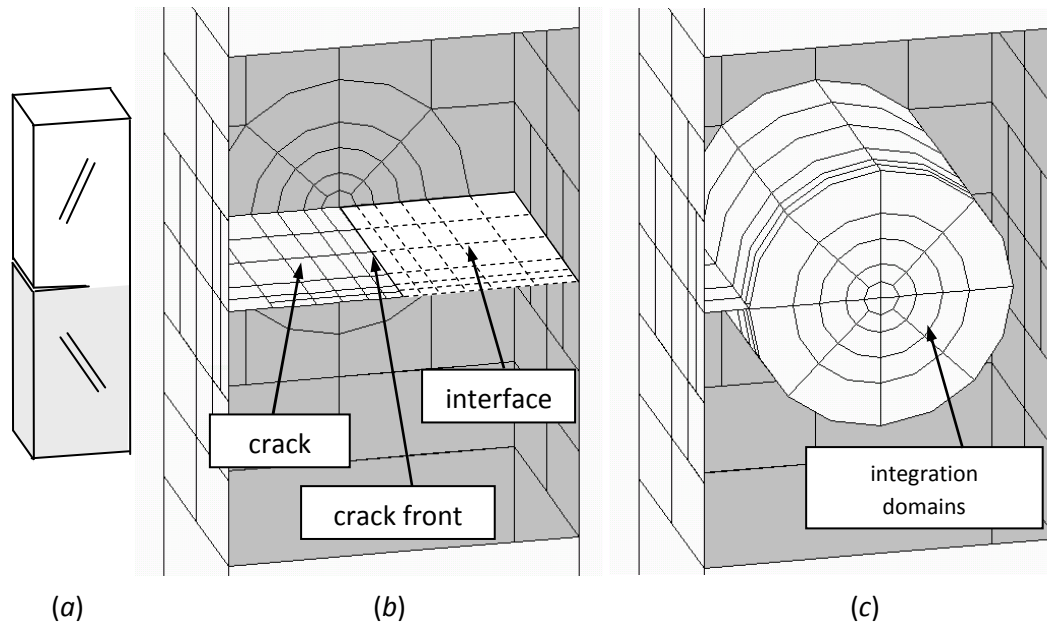 crack
crack front
interface
integration
domains
(a)
(b)
(c)